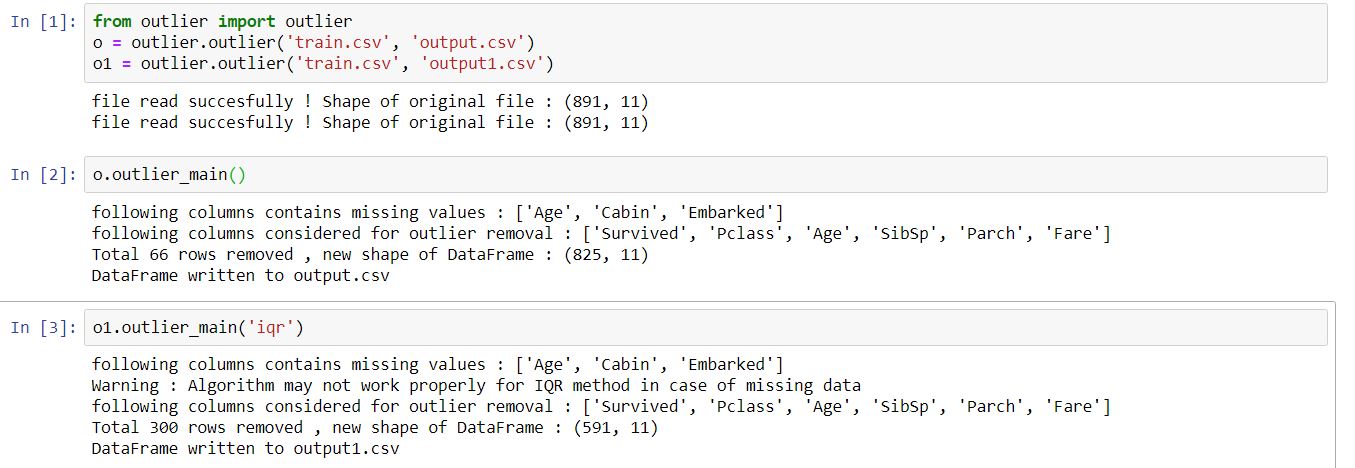 In [1]: from outlier import outlier
o = outlier.outlier('train.csv', 'output.csv')
o1 = outlier.outlier('train.csv', 'output1.csv')
file read succesfully ! Shape of original file : (891, 11)
file read succesfully ! Shape of original file : (891, 11)
In [2]: o.outlier_main()
following columns contains missing values : ['Age', 'Cabin', 'Embarked']
following columns considered for outlier removal : ['Survived', 'Pclass', 'Age', 'SibSp', 'Parch', 'Fare']
Total 66 rows removed , new shape of DataFrame : (825, 11)
DataFrame written to output.csv
In [3]: o1.outlier_main('iqr')
following columns contains missing values : ['Age', 'Cabin', 'Embarked']
Warning : Algorithm may not work properly for IQR method in case of missing data
following columns considered for outlier removal : ['Survived', 'Pclass', 'Age', 'SibSp', 'Parch', 'Fare']
Total 300 rows removed , new shape of DataFrame : (591, 11)
DataFrame written to output1.csv